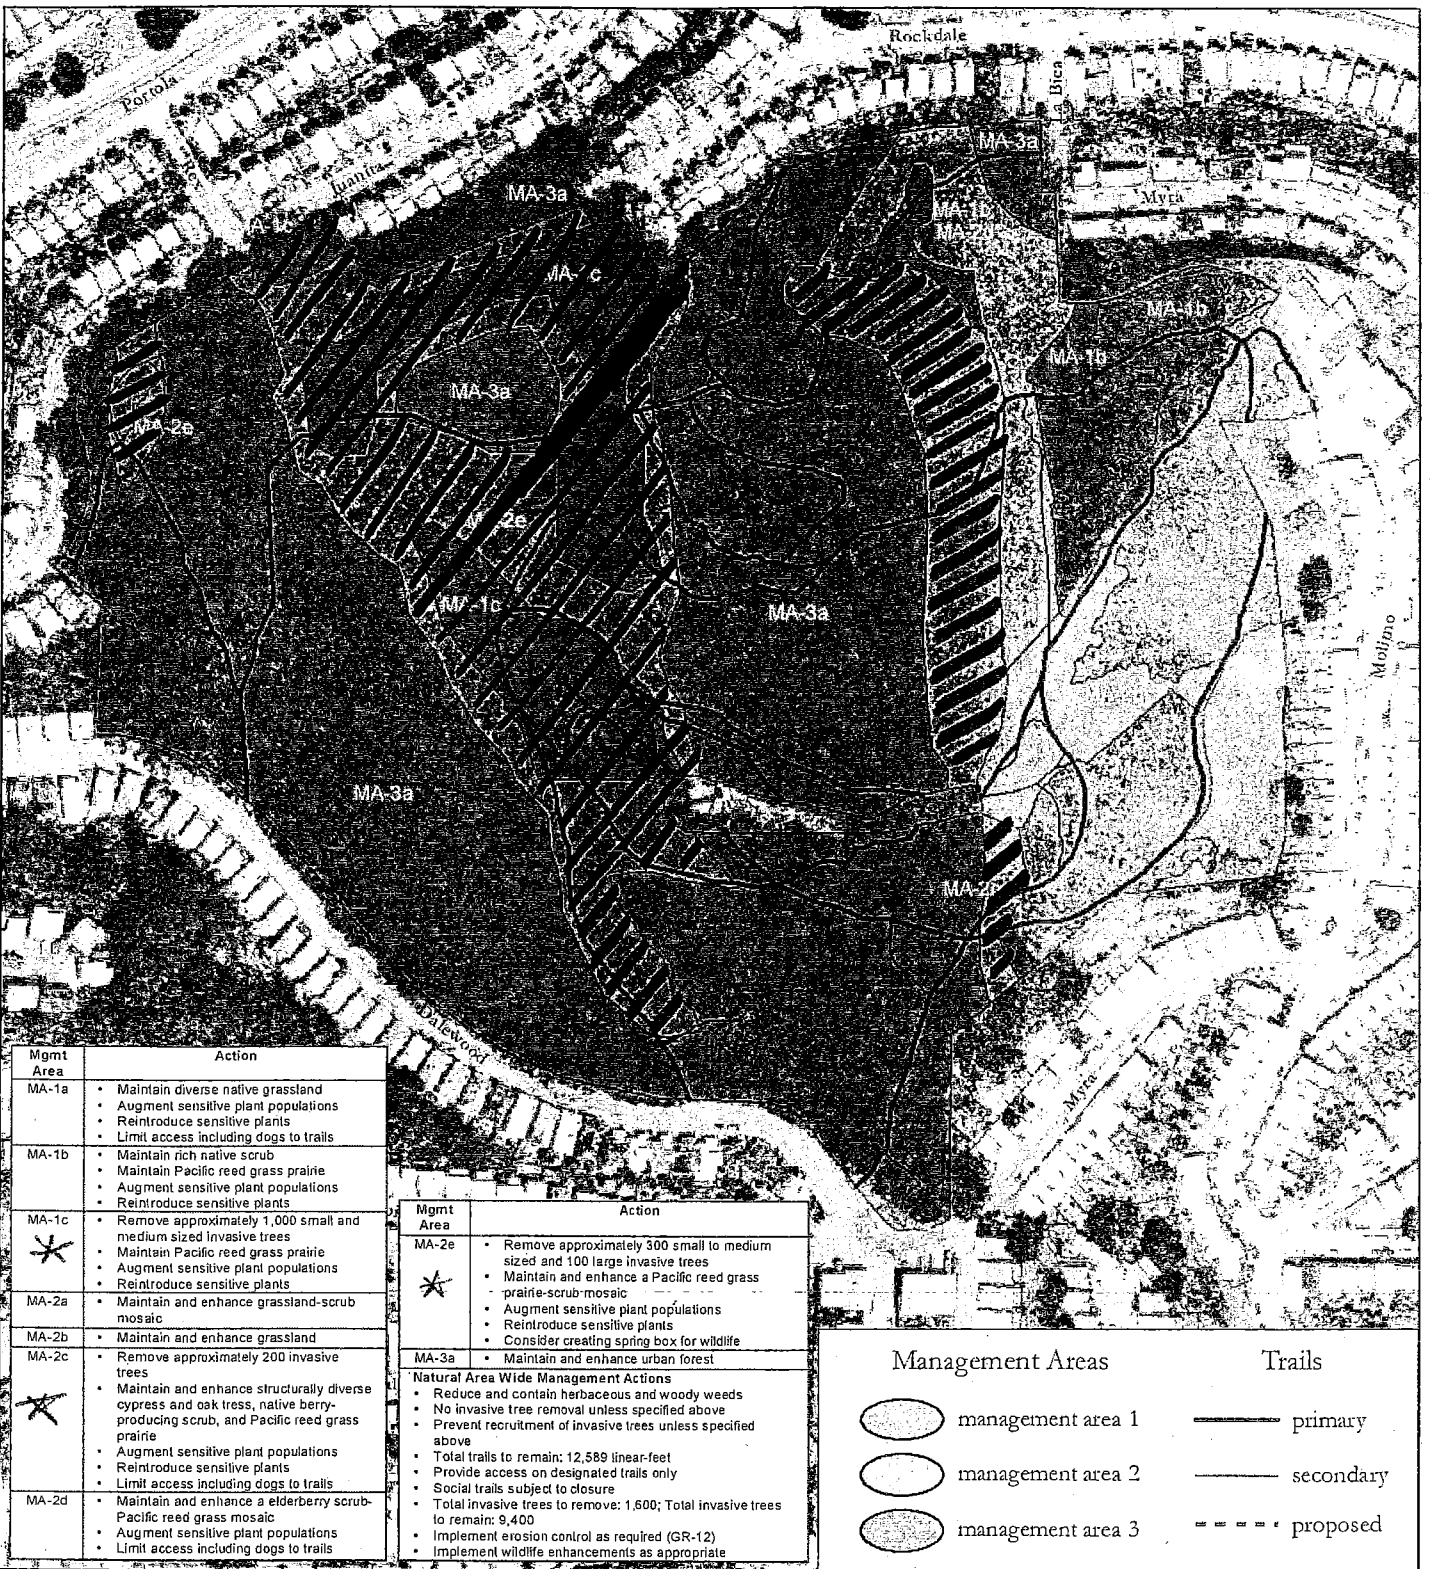 Rockdale
La Bica
Portola
Juanita
MA-3a
MA-3a
Myra
MA-1b
MA-1b
MA-3a
MA-2e
MA-1c
MA-3a
MA-3a
Molimo
Dalewood
Myra
Mgmt Area Action
MA-1a • Maintain diverse native grassland
• Augment sensitive plant populations
• Reintroduce sensitive plants
• Limit access including dogs to trails
MA-1b • Maintain rich native scrub
• Maintain Pacific reed grass prairie
• Augment sensitive plant populations
• Reintroduce sensitive plants
MA-1c • Remove approximately 1,000 small and
medium sized invasive trees
• Maintain Pacific reed grass prairie
• Augment sensitive plant populations
• Reintroduce sensitive plants
MA-2a • Maintain and enhance grassland-scrub
mosaic
MA-2b • Maintain and enhance grassland
MA-2c • Remove approximately 200 invasive
trees
• Maintain and enhance structurally diverse
cypress and oak tress, native berry-
producing scrub, and Pacific reed grass
prairie
• Augment sensitive plant populations
• Reintroduce sensitive plants
• Limit access including dogs to trails
MA-2d • Maintain and enhance a elderberry scrub-
Pacific reed grass mosaic
• Augment sensitive plant populations
• Limit access including dogs to trails
Mgmt Area Action
MA-2e • Remove approximately 300 small to medium
sized and 100 large invasive trees
• Maintain and enhance a Pacific reed grass
prairie-scrub-mosaic
• Augment sensitive plant populations
• Reintroduce sensitive plants
• Consider creating spring box for wildlife
MA-3a • Maintain and enhance urban forest
Natural Area Wide Management Actions
• Reduce and contain herbaceous and woody weeds
• No invasive tree removal unless specified above
• Prevent recruitment of invasive trees unless specified
above
• Total trails to remain: 12,589 linear-feet
• Provide access on designated trails only
• Social trails subject to closure
• Total invasive trees to remove: 1,600; Total invasive trees
to remain: 9,400
• Implement erosion control as required (GR-12)
• Implement wildlife enhancements as appropriate
Management Areas Trails
management area 1 primary
management area 2 secondary
management area 3 proposed